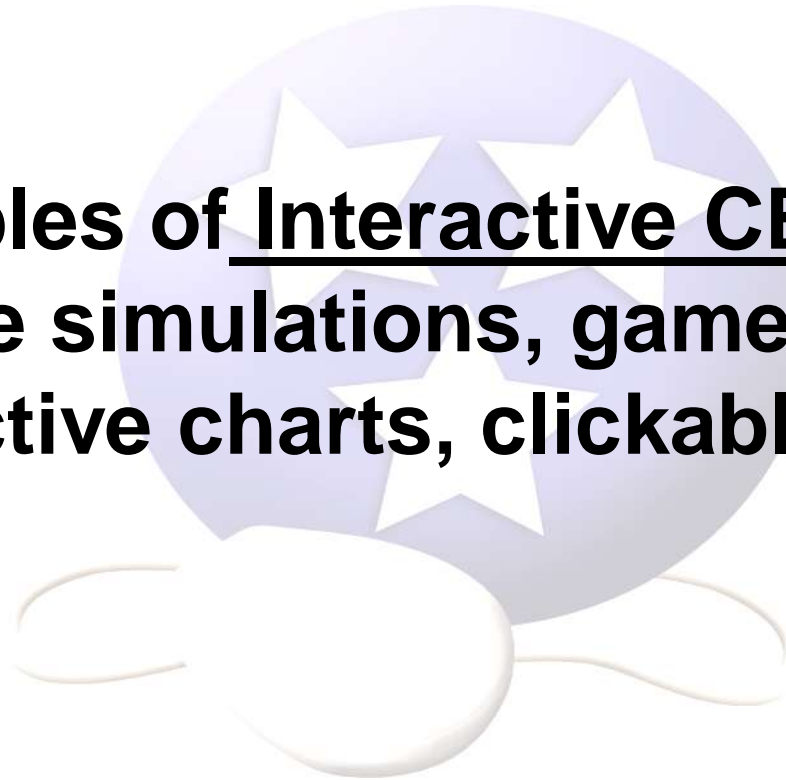 ples of Interactive CB
e simulations, game
ctive charts, clickabl